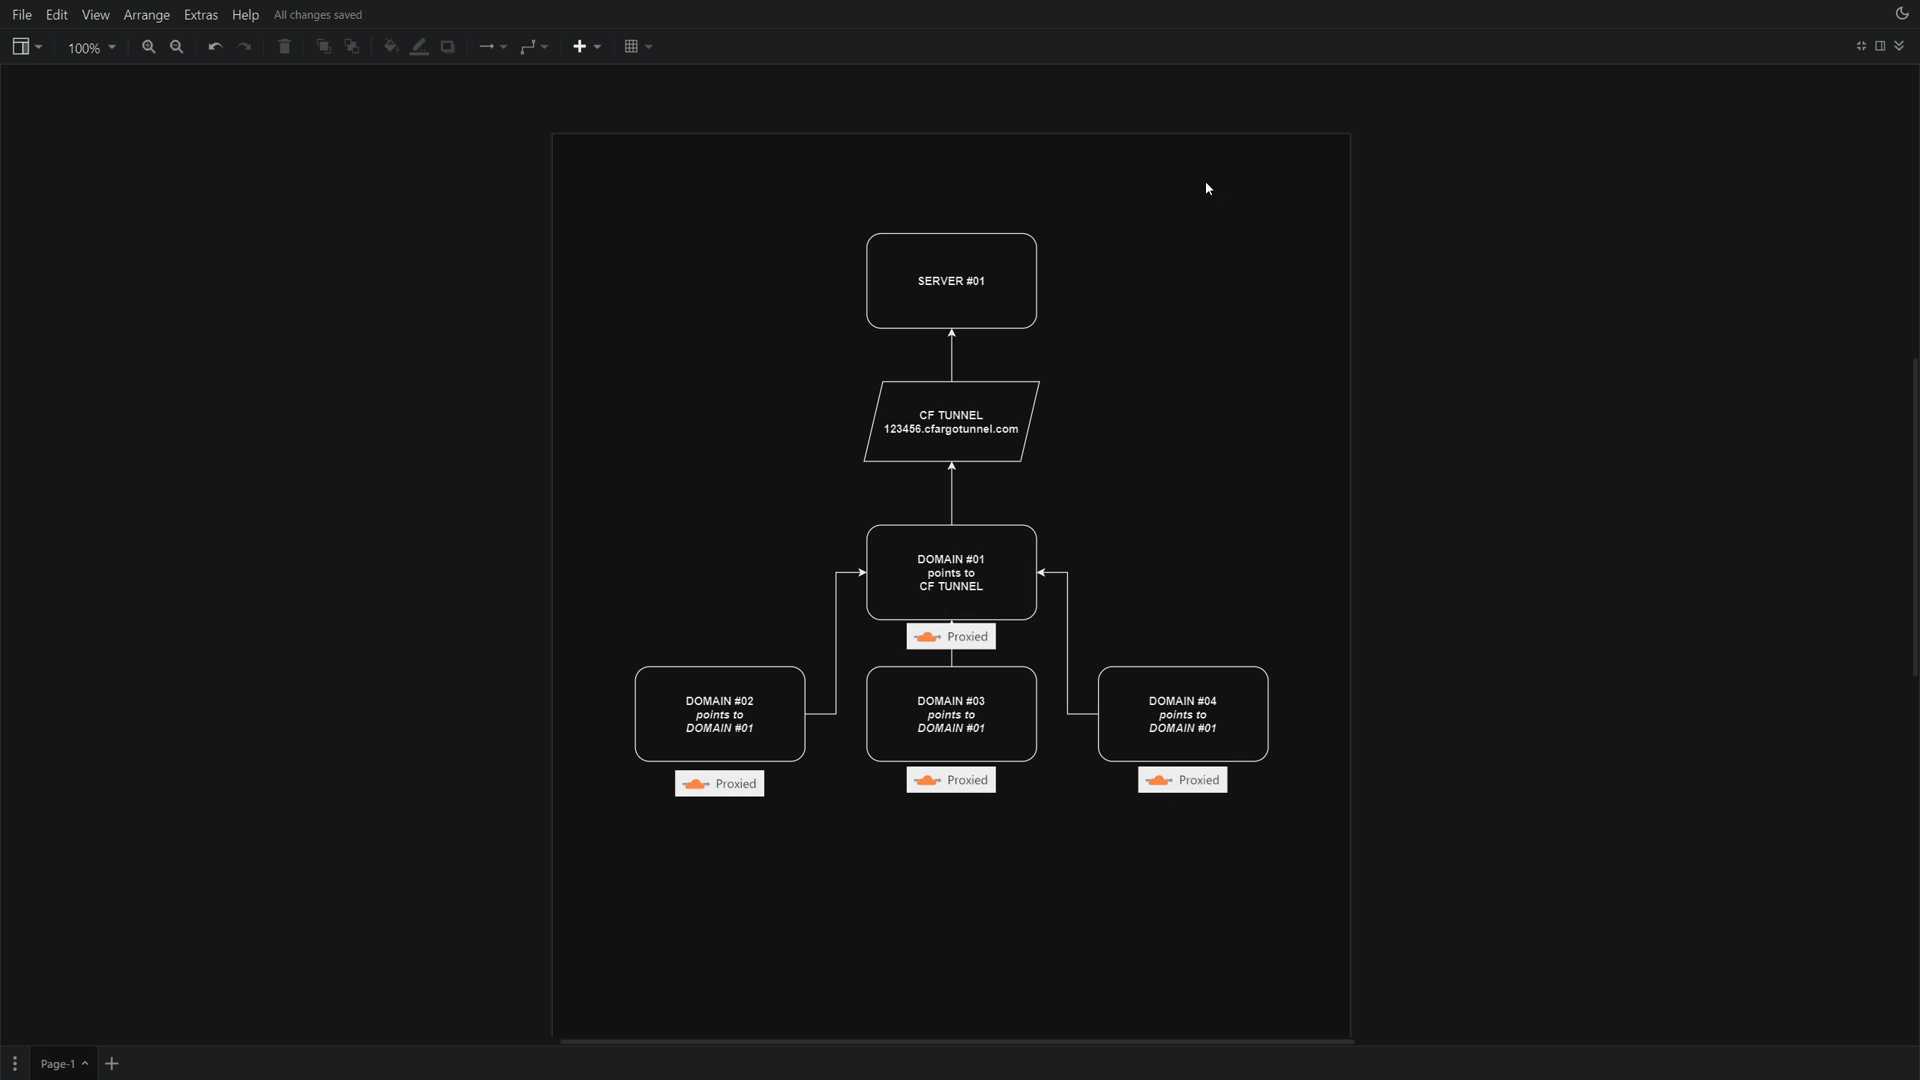 File Edit View Arrange Extras Help All changes saved
100%
SERVER #01
CF TUNNEL
123456.cfargotunnel.com
DOMAIN #01
points to
CF TUNNEL
Proxied
DOMAIN #02
points to
DOMAIN #01
DOMAIN #03
points to
DOMAIN #01
DOMAIN #04
points to
DOMAIN #01
Proxied
Proxied
Proxied
Page-1